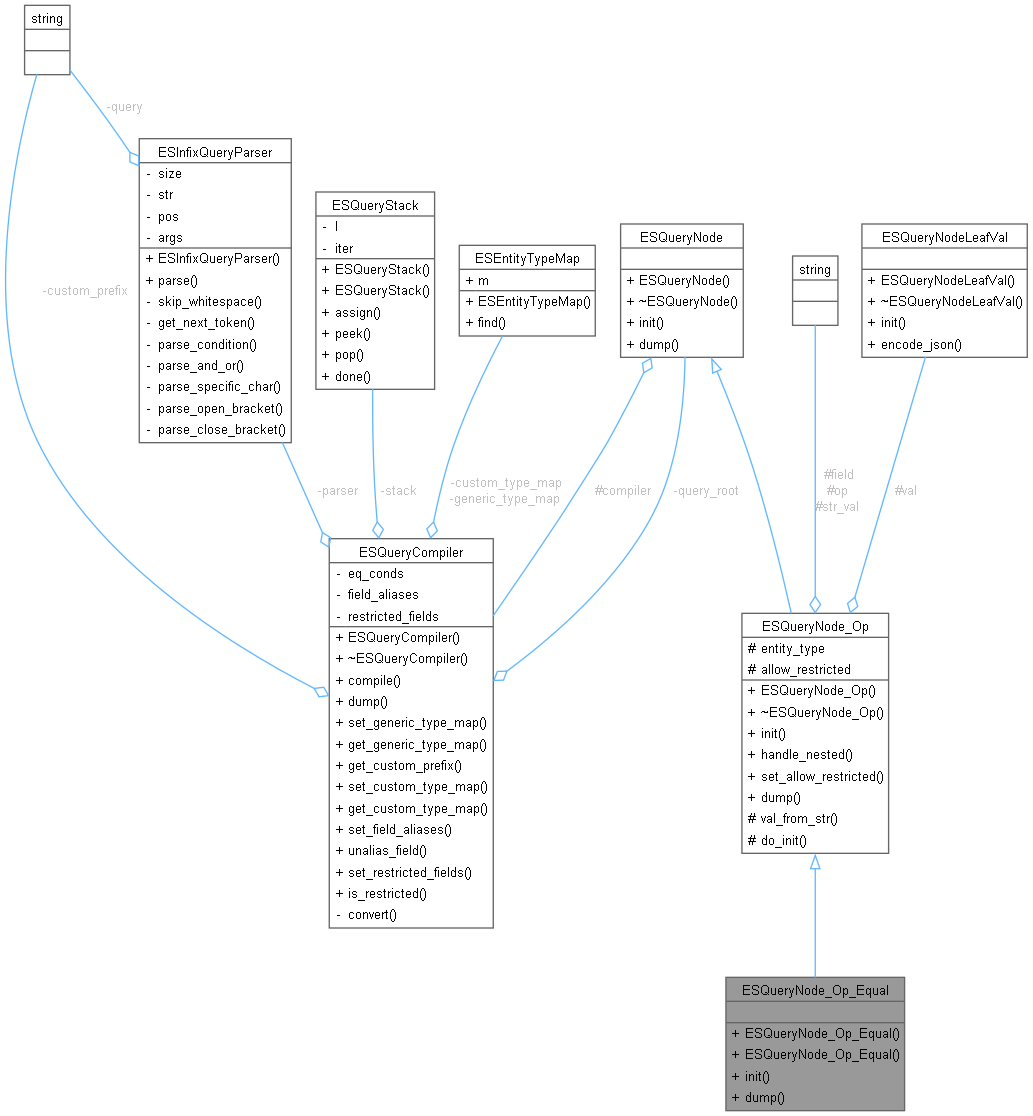 string
-query
ESInfixQueryParser
- size
- str
- pos
- args
+ ESInfixQueryParser()
+ parse()
- skip_whitespace()
- get_next_token()
- parse_condition()
- parse_and_or()
- parse_specific_char()
- parse_open_bracket()
- parse_close_bracket()
-custom_prefix
ESQueryStack
- l
- iter
+ ESQueryStack()
+ ESQueryStack()
+ assign()
+ peek()
+ pop()
+ done()
ESEntityTypeMap
+ m
+ ESEntityTypeMap()
+ find()
ESQueryNode
+ ESQueryNode()
+ ~ESQueryNode()
+ init()
+ dump()
string
ESQueryNodeLeafVal
+ ESQueryNodeLeafVal()
+ ~ESQueryNodeLeafVal()
+ init()
+ encode_json()
-parser
-stack
-custom_type_map
-generic_type_map
#compiler
-query_root
#field
#op
#str_val
#val
ESQueryCompiler
- eq_conds
- field_aliases
- restricted_fields
+ ESQueryCompiler()
+ ~ESQueryCompiler()
+ compile()
+ dump()
+ set_generic_type_map()
+ get_generic_type_map()
+ get_custom_prefix()
+ set_custom_type_map()
+ get_custom_type_map()
+ set_field_aliases()
+ unalias_field()
+ set_restricted_fields()
+ is_restricted()
- convert()
ESQueryNode_Op
# entity_type
# allow_restricted
+ ESQueryNode_Op()
+ ~ESQueryNode_Op()
+ init()
+ handle_nested()
+ set_allow_restricted()
+ dump()
# val_from_str()
# do_init()
ESQueryNode_Op_Equal
+ ESQueryNode_Op_Equal()
+ ESQueryNode_Op_Equal()
+ init()
+ dump()